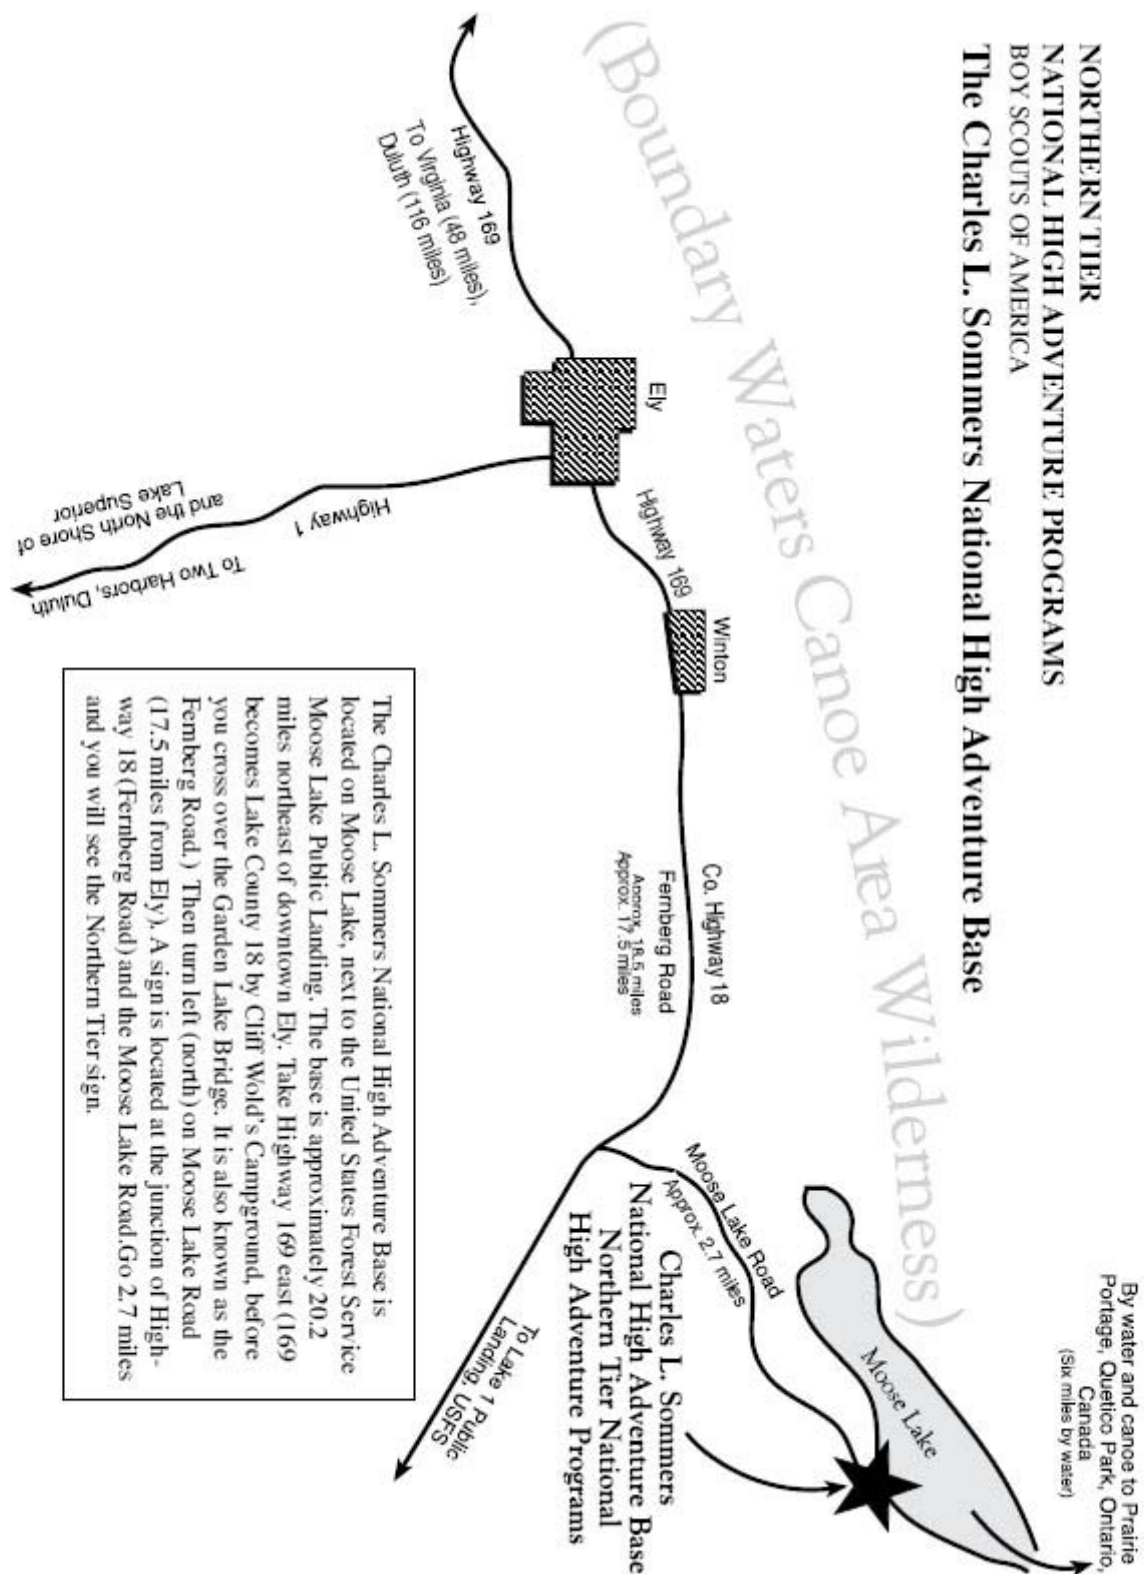 NORTHERN TIER
NATIONAL HIGH ADVENTURE PROGRAMS
BOY SCOUTS OF AMERICA
The Charles L. Sommers National High Adventure Base
By water and canoe to Prairie
Portage, Quetico Park, Ontario,
Canada
(Six miles by water)
(Boundary Waters Canoe Area Wilderness)
Moose Lake
Highway 169
To Virginia (48 miles),
Duluth (116 miles)
Ely
Highway 169
Winton
Co. Highway 18
Fernberg Road
Approx. 18.5 miles
Approx. 17.5 miles
Moose Lake Road
Approx. 2.7 miles
Charles L. Sommers
National High Adventure Base
Northern Tier National
High Adventure Programs
To Lake 1 Public
Landing, USFS
Highway 1
To Two Harbors, Duluth
and the North Shore of
Lake Superior
The Charles L. Sommers National High Adventure Base is
located on Moose Lake, next to the United States Forest Service
Moose Lake Public Landing. The base is approximately 20.2
miles northeast of downtown Ely. Take Highway 169 east (169
becomes Lake County 18 by Cliff Wold's Campground, before
you cross over the Garden Lake Bridge. It is also known as the
Fernberg Road.) Then turn left (north) on Moose Lake Road
(17.5 miles from Ely). A sign is located at the junction of High-
way 18 (Fernberg Road) and the Moose Lake Road.Go 2.7 miles
and you will see the Northern Tier sign.